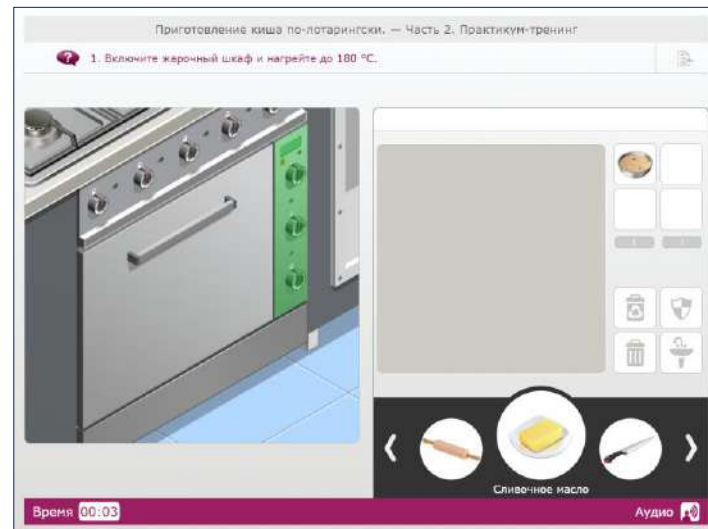 Приготовление киша по-лотарингски. — Часть 2. Практикум-тренинг
1. Включите жарочный шкаф и нагрейте до 180 °С.
Сливочное масло
Время 00:03
Аудио